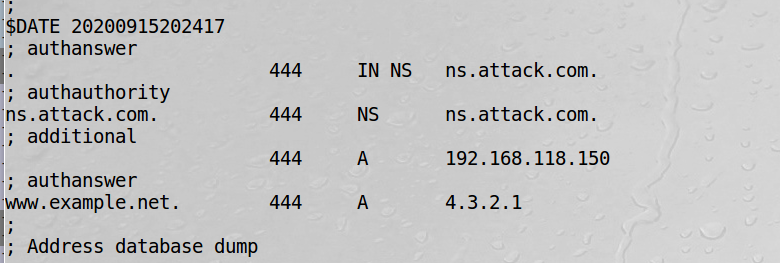 ;
$DATE 20200915202417
; authanswer
. 444 IN NS ns.attack.com.
; authauthority
ns.attack.com. 444 NS ns.attack.com.
; additional
444 A 192.168.118.150
; authanswer
www.example.net. 444 A 4.3.2.1
;
; Address database dump